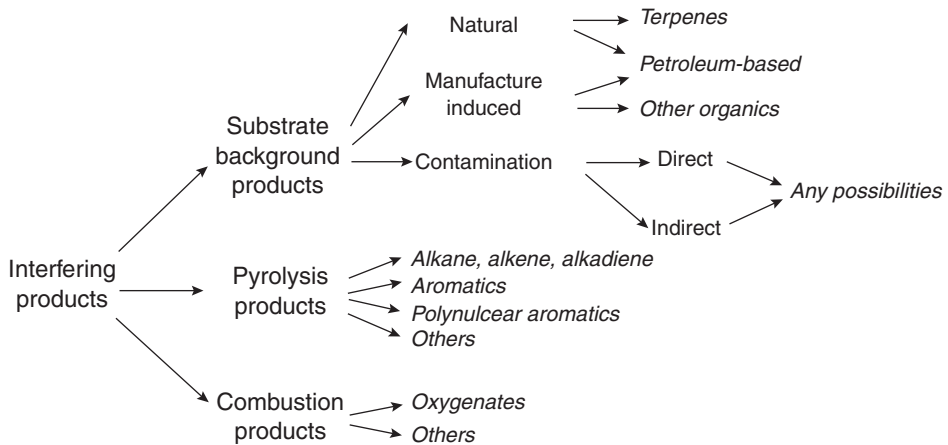 Natural
Terpenes
Petroleum-based
Manufacture
induced
Other organics
Substrate
background
products
Contamination
Direct
Any possibilities
Indirect
Interfering
products
Pyrolysis
products
Alkane, alkene, alkadiene
Aromatics
Polynulcear aromatics
Others
Combustion
products
Oxygenates
Others